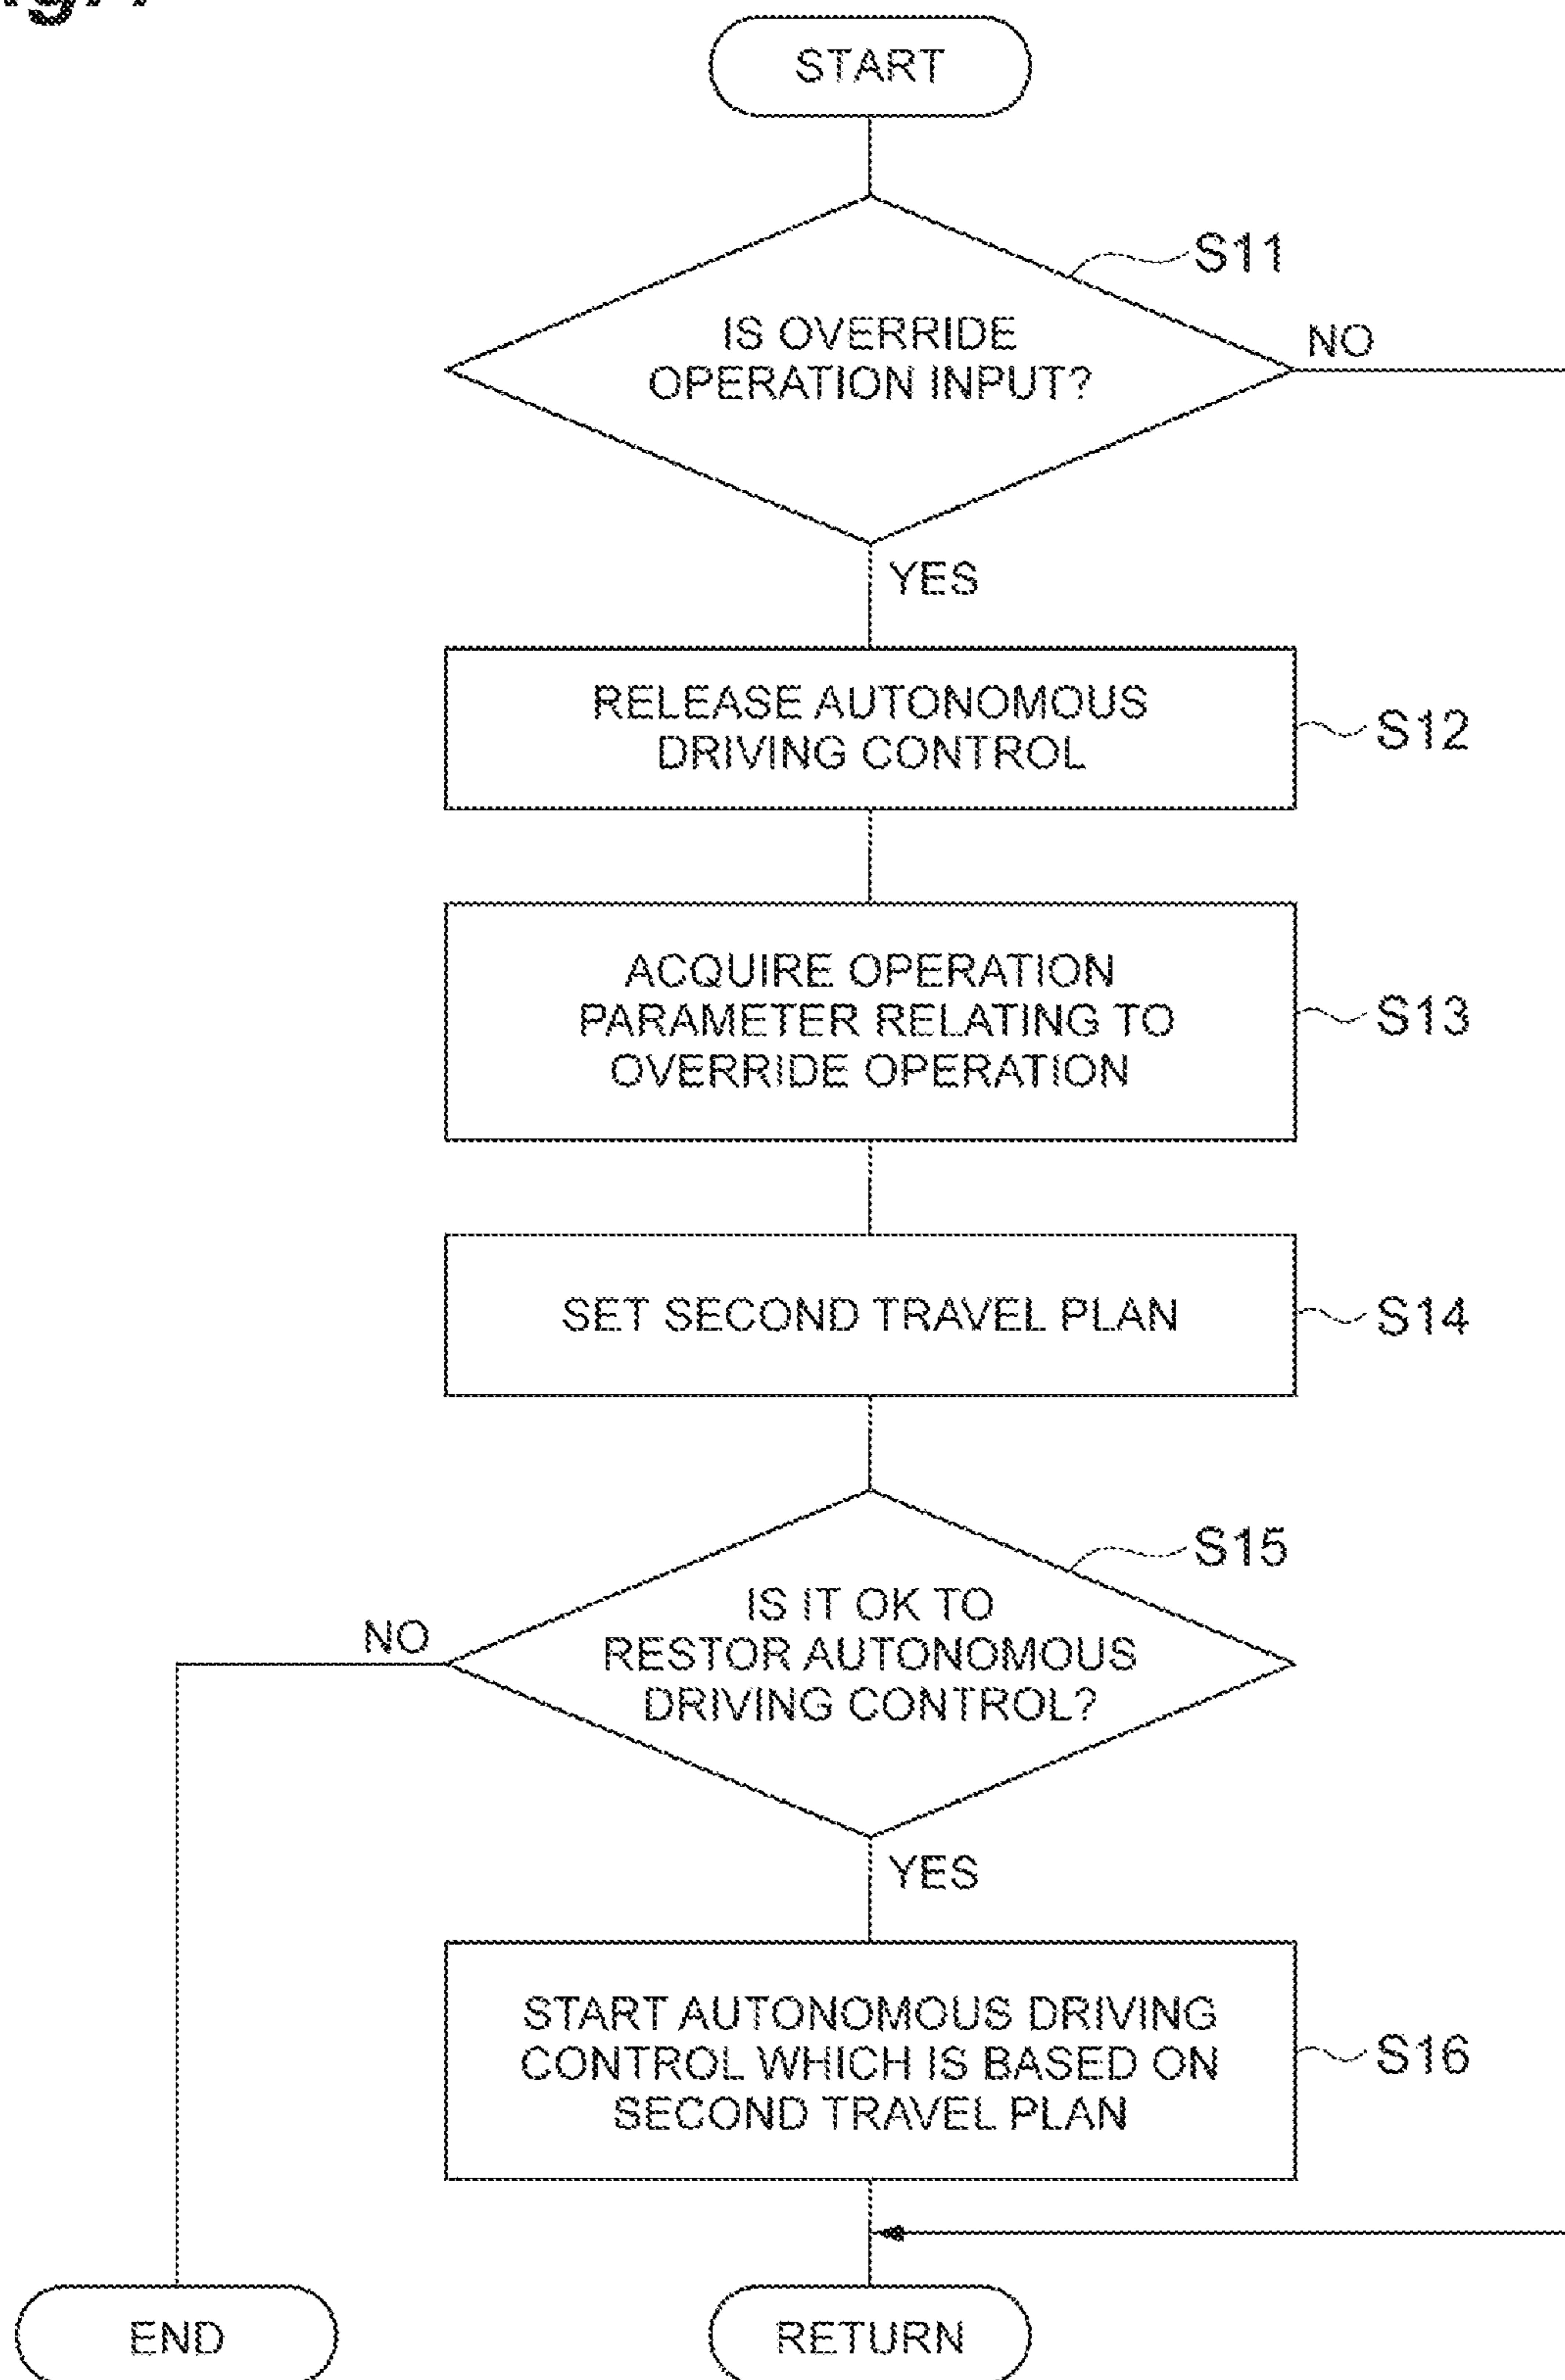 START
S11
IS OVERRIDE
OPERATION INPUT?
NO
YES
RELEASE AUTONOMOUS
DRIVING CONTROL
S12
ACQUIRE OPERATION
PARAMETER RELATING TO
OVERRIDE OPERATION
S13
SET SECOND TRAVEL PLAN
S14
S15
IS IT OK TO
RESTOR AUTONOMOUS
DRIVING CONTROL?
NO
YES
START AUTONOMOUS DRIVING
CONTROL WHICH IS BASED ON
SECOND TRAVEL PLAN
S16
END
RETURN